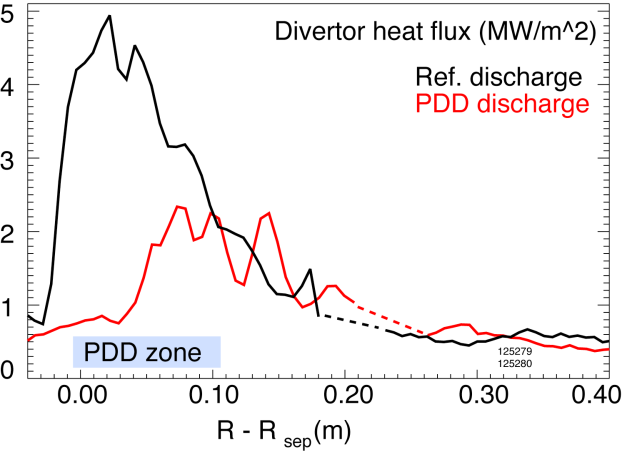 Divertor heat flux (MW/m^2)
Ref. discharge
PDD discharge
5
4
3
2
1
0
PDD zone
125279
125280
0.00 0.10 0.20 0.30 0.40
R - R sep (m)